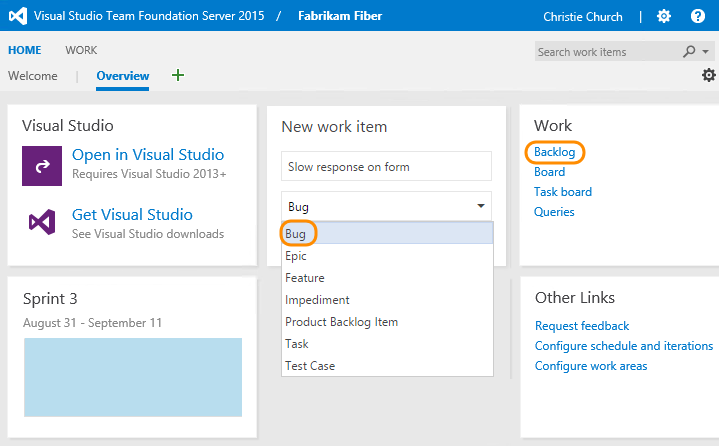 Visual Studio Team Foundation Server 2015 / Fabrikam Fiber Christie Church | ?
HOME WORK Search work items
Welcome | Overview +
Visual Studio
Open in Visual Studio
Requires Visual Studio 2013+
Get Visual Studio
See Visual Studio downloads
New work item
Slow response on form
Bug
Bug
Epic
Feature
Impediment
Product Backlog Item
Task
Test Case
Work
Backlog
Board
Task board
Queries
Sprint 3
August 31 - September 11
Other Links
Request feedback
Configure schedule and iterations
Configure work areas